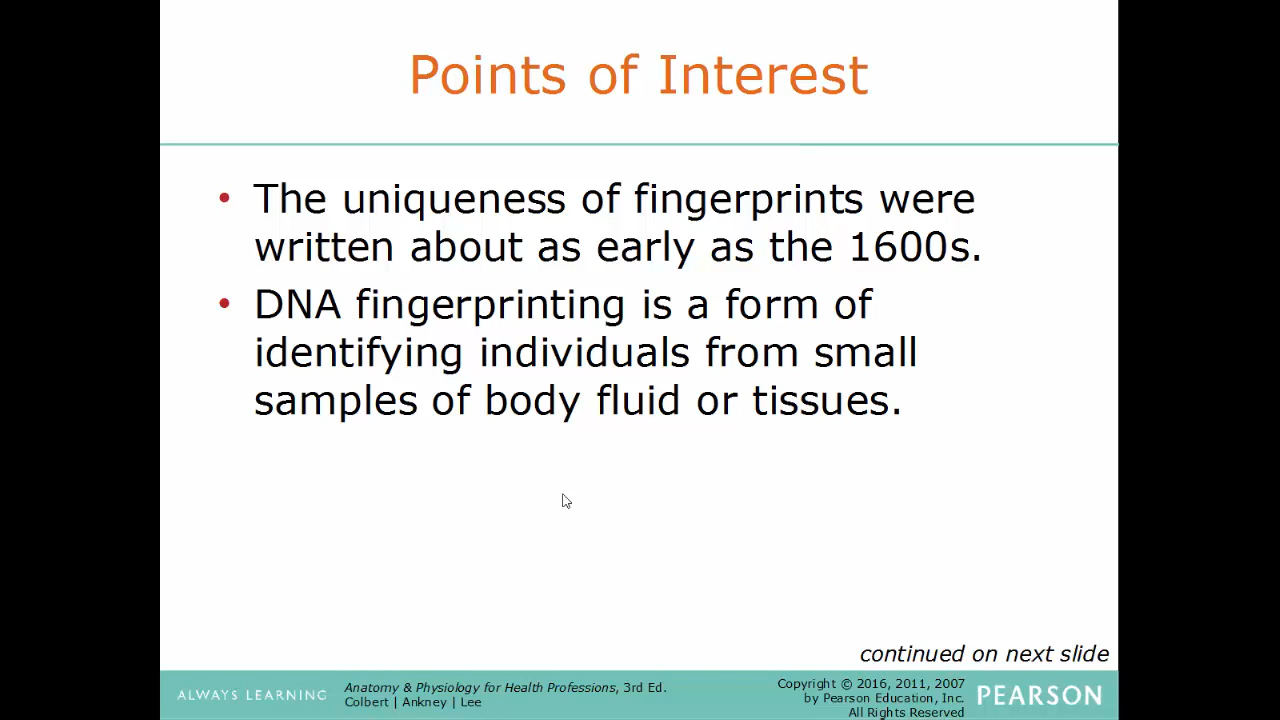 Points of Interest
• The uniqueness of fingerprints were
written about as early as the 1600s.
• DNA fingerprinting is a form of
identifying individuals from small
samples of body fluid or tissues.
continued on next slide
ALWAYS LEARNING
Anatomy & Physiology for Health Professions, 3rd Ed.
Colbert | Ankney | Lee
Copyright © 2016, 2011, 2007
by Pearson Education, Inc.
All Rights Reserved
PEARSON